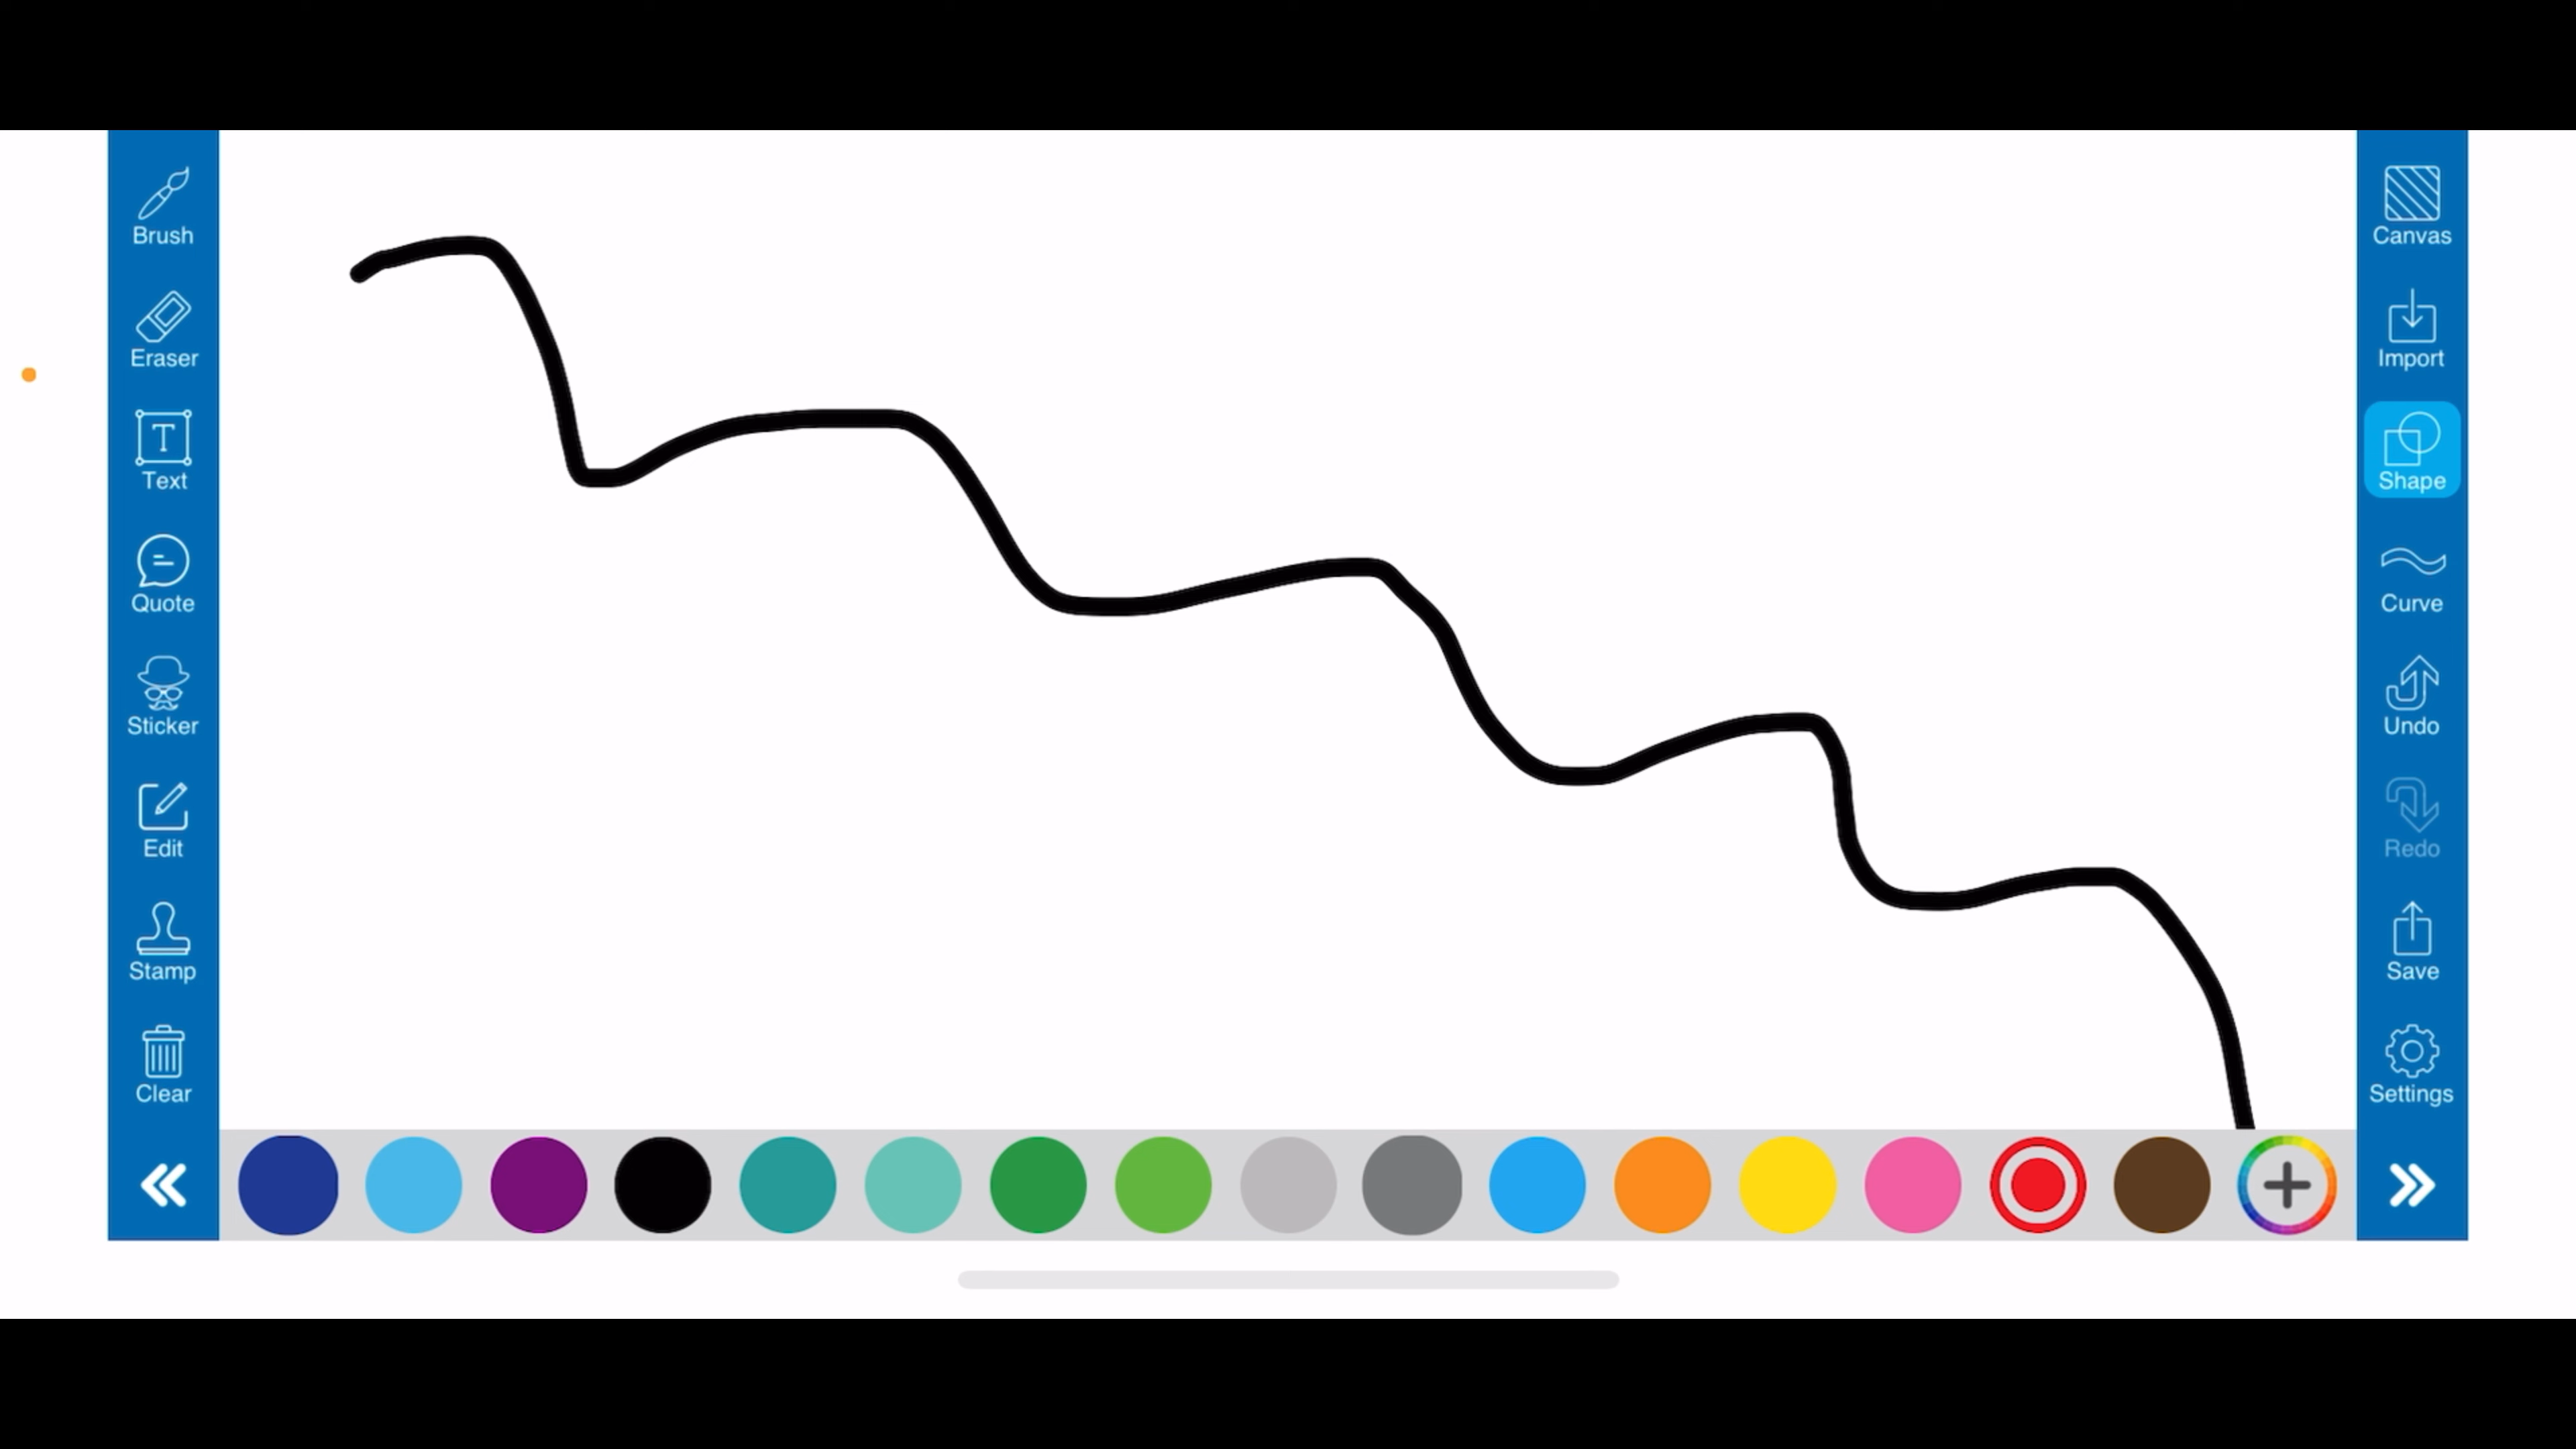 Brush
Eraser
Text
Quote
Sticker
Edit
Stamp
Clear
Canvas
Import
Shape
Curve
Undo
Redo
Save
Settings